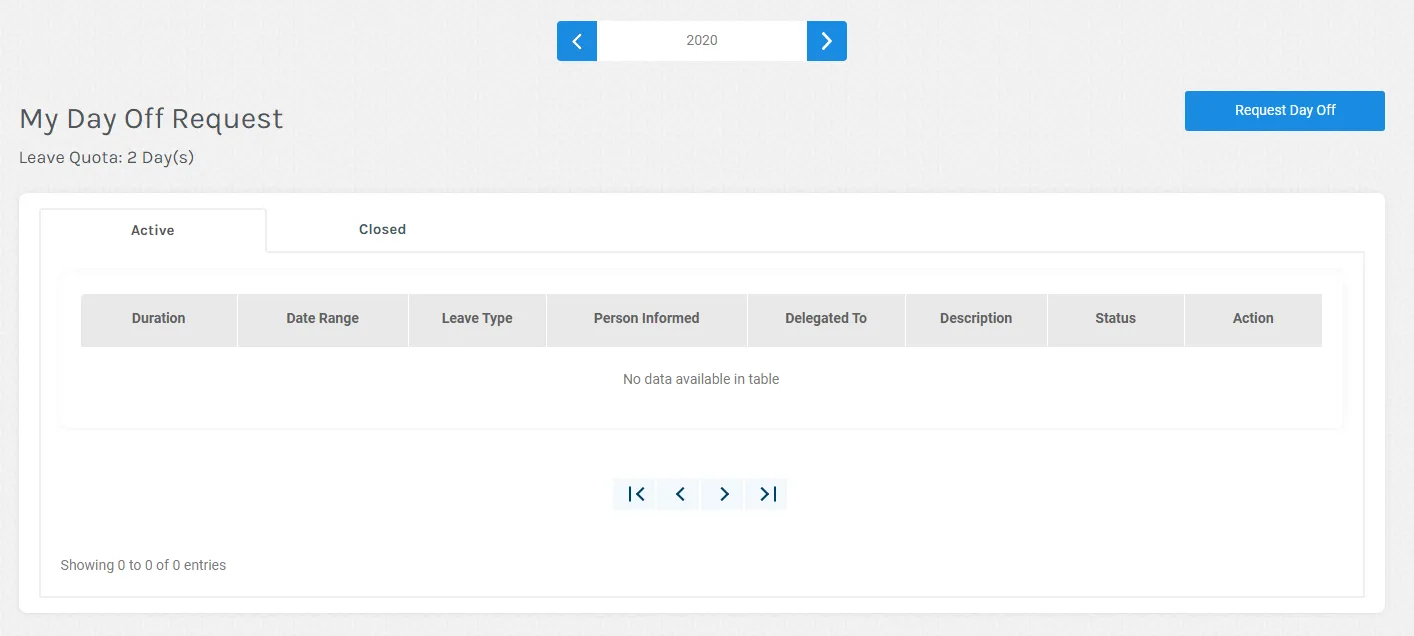 2020
My Day Off Request
Request Day Off
Leave Quota: 2 Day(s)
Active
Closed
Duration Date Range Leave Type Person Informed Delegated To Description Status Action
No data available in table
Showing 0 to 0 of 0 entries